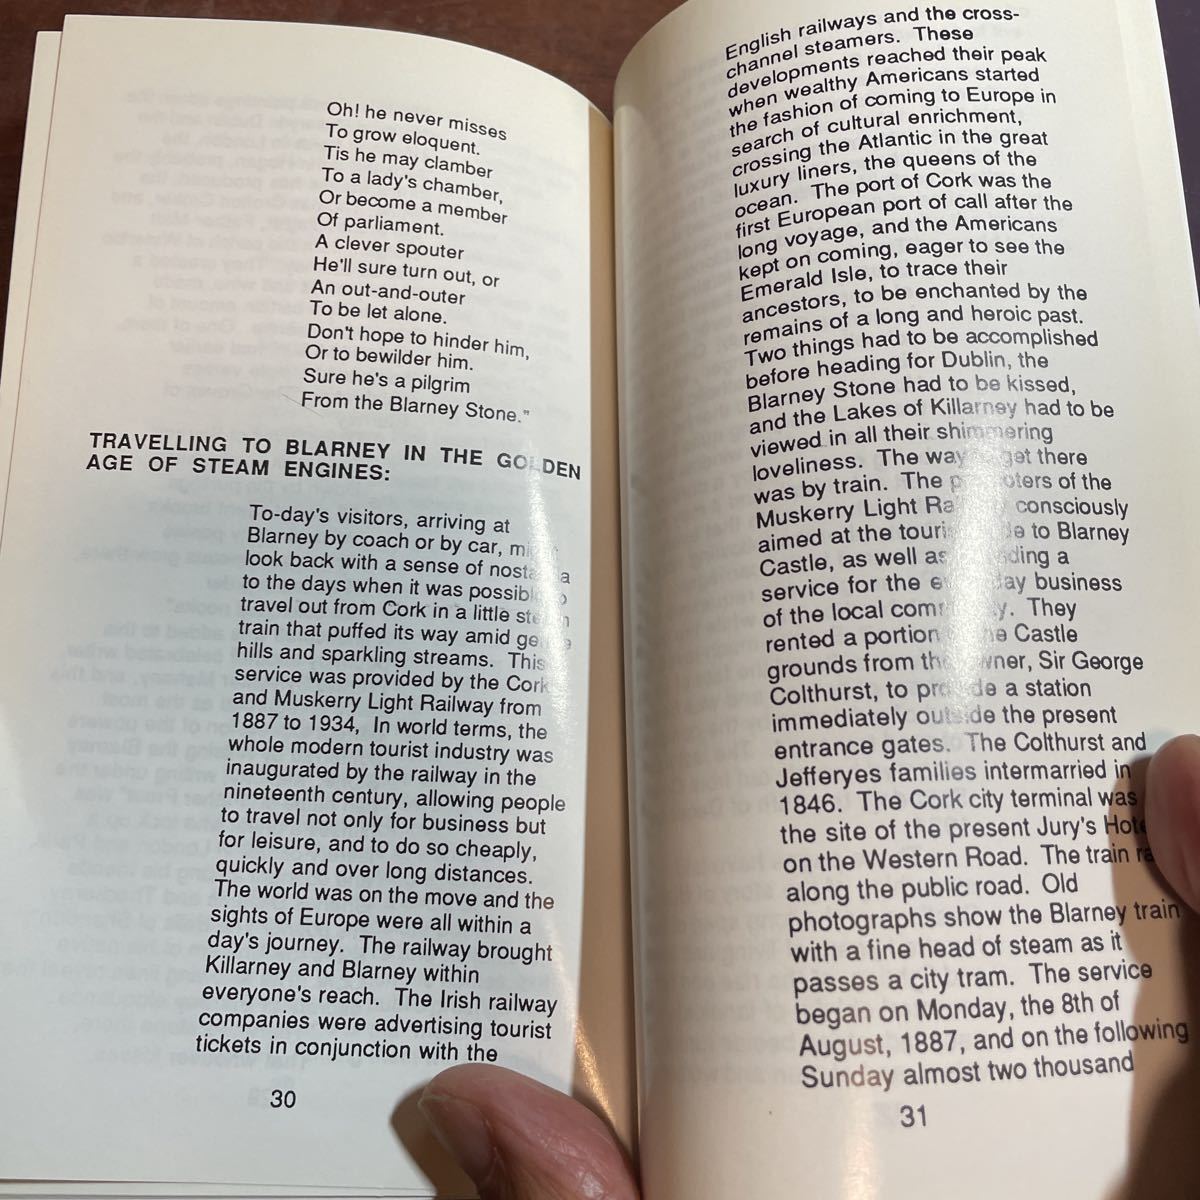 Oh! he never misses
To grow eloquent.
Tis he may clamber
To a lady's chamber,
Or become a member
Of parliament.
A clever spouter
He'll sure turn out, or
An out-and-outer
To be let alone.
Don't hope to hinder him,
Or to bewilder him.
Sure he's a pilgrim
From the Blarney Stone."
TRAVELLING TO BLARNEY IN THE GOLDEN
AGE OF STEAM ENGINES:
To-day's visitors, arriving at
Blarney by coach or by car,
look back with a sense of
to the days when it was
travel out from Cork in a little
train that puffed its way amid
hills and sparkling streams. This
service was provided by the Cork
and Muskerry Light Railway from
1887 to 1934, In world terms, the
whole modern tourist industry was
inaugurated by the railway in the
nineteenth century, allowing people
to travel not only for business but
for leisure, and to do so cheaply,
quickly and over long distances.
The world was on the move and the
sights of Europe were all within a
day's journey. The railway brought
Killarney and Blarney within
everyone's reach. The Irish railway
companies were advertising tourist
tickets in conjunction with the
30
English railways and the cross-
channel steamers. These
developments reached their peak
when wealthy Americans started
the fashion of coming to Europe in
search of cultural enrichment,
crossing the Atlantic in the great
luxury liners, the queens of the
ocean. The port of Cork was the
first European port of call after the
long voyage, and the Americans
kept on coming, eager to see the
Emerald Isle, to trace their
ancestors, to be enchanted by the
remains of a long and heroic past.
Two things had to be accomplished
before heading for Dublin, the
Blarney Stone had to be kissed,
and the Lakes of Killarney had to be
viewed in all their shimmering
loveliness. The way get there
was by train. The of the
Muskerry Light consciously
aimed at the to Blarney
Castle, as well as a
service for the business
of the local They
rented a portion the Castle
grounds from the owner, Sir George
Colthurst, to provide a station
immediately outside the present
entrance gates. The Colthurst and
Jefferyes families intermarried in
1846. The Cork city terminal was
the site of the present Jury's
on the Western Road. The train
along the public road. Old
photographs show the Blarney train
with a fine head of steam as it
passes a city tram. The service
began on Monday, the 8th of
August, 1887, and on the following
Sunday almost two thousand
31